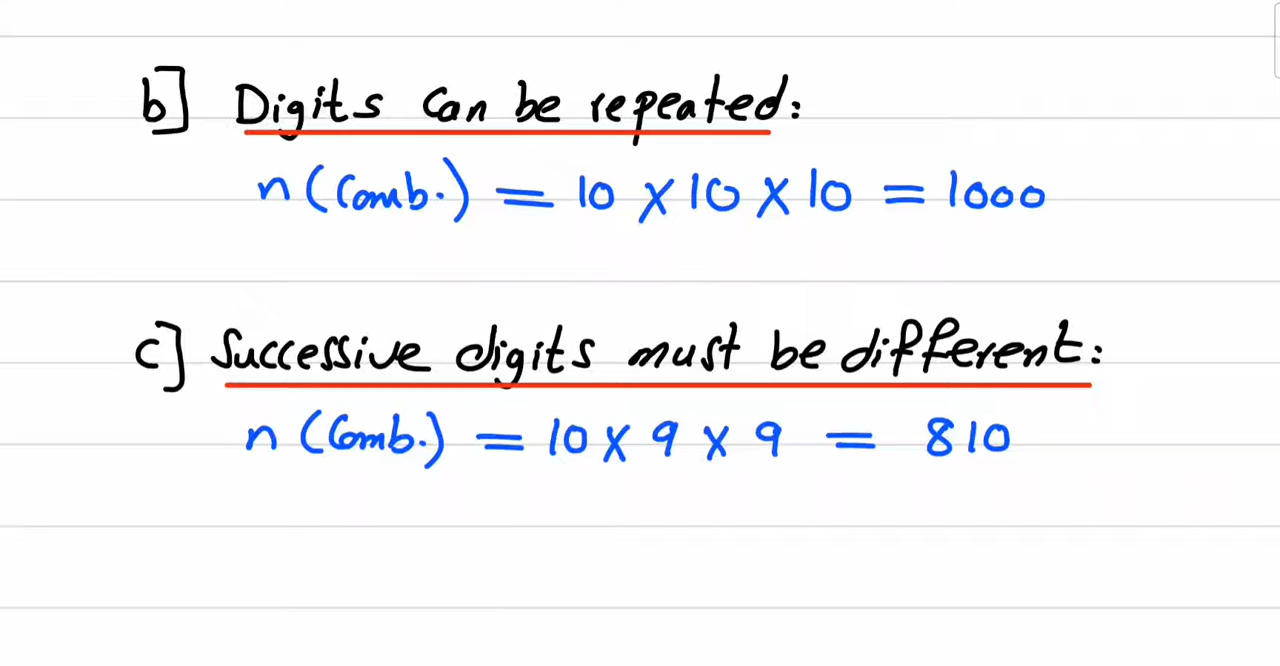 b] Digits can be repeated:
n (Comb.) = 10 X 10 X 10 = 1000
c] Successive digits must be different:
n (Comb.) = 10 X 9 X 9 = 810